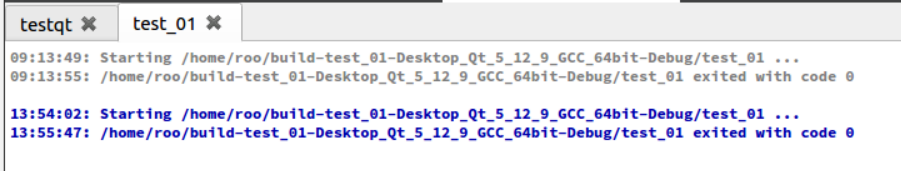 testqt ✖ test_01 ✖
09:13:49: Starting /home/roo/build-test_01-Desktop_Qt_5_12_9_GCC_64bit-Debug/test_01 ...
09:13:55: /home/roo/build-test_01-Desktop_Qt_5_12_9_GCC_64bit-Debug/test_01 exited with code 0
13:54:02: Starting /home/roo/build-test_01-Desktop_Qt_5_12_9_GCC_64bit-Debug/test_01 ...
13:55:47: /home/roo/build-test_01-Desktop_Qt_5_12_9_GCC_64bit-Debug/test_01 exited with code 0